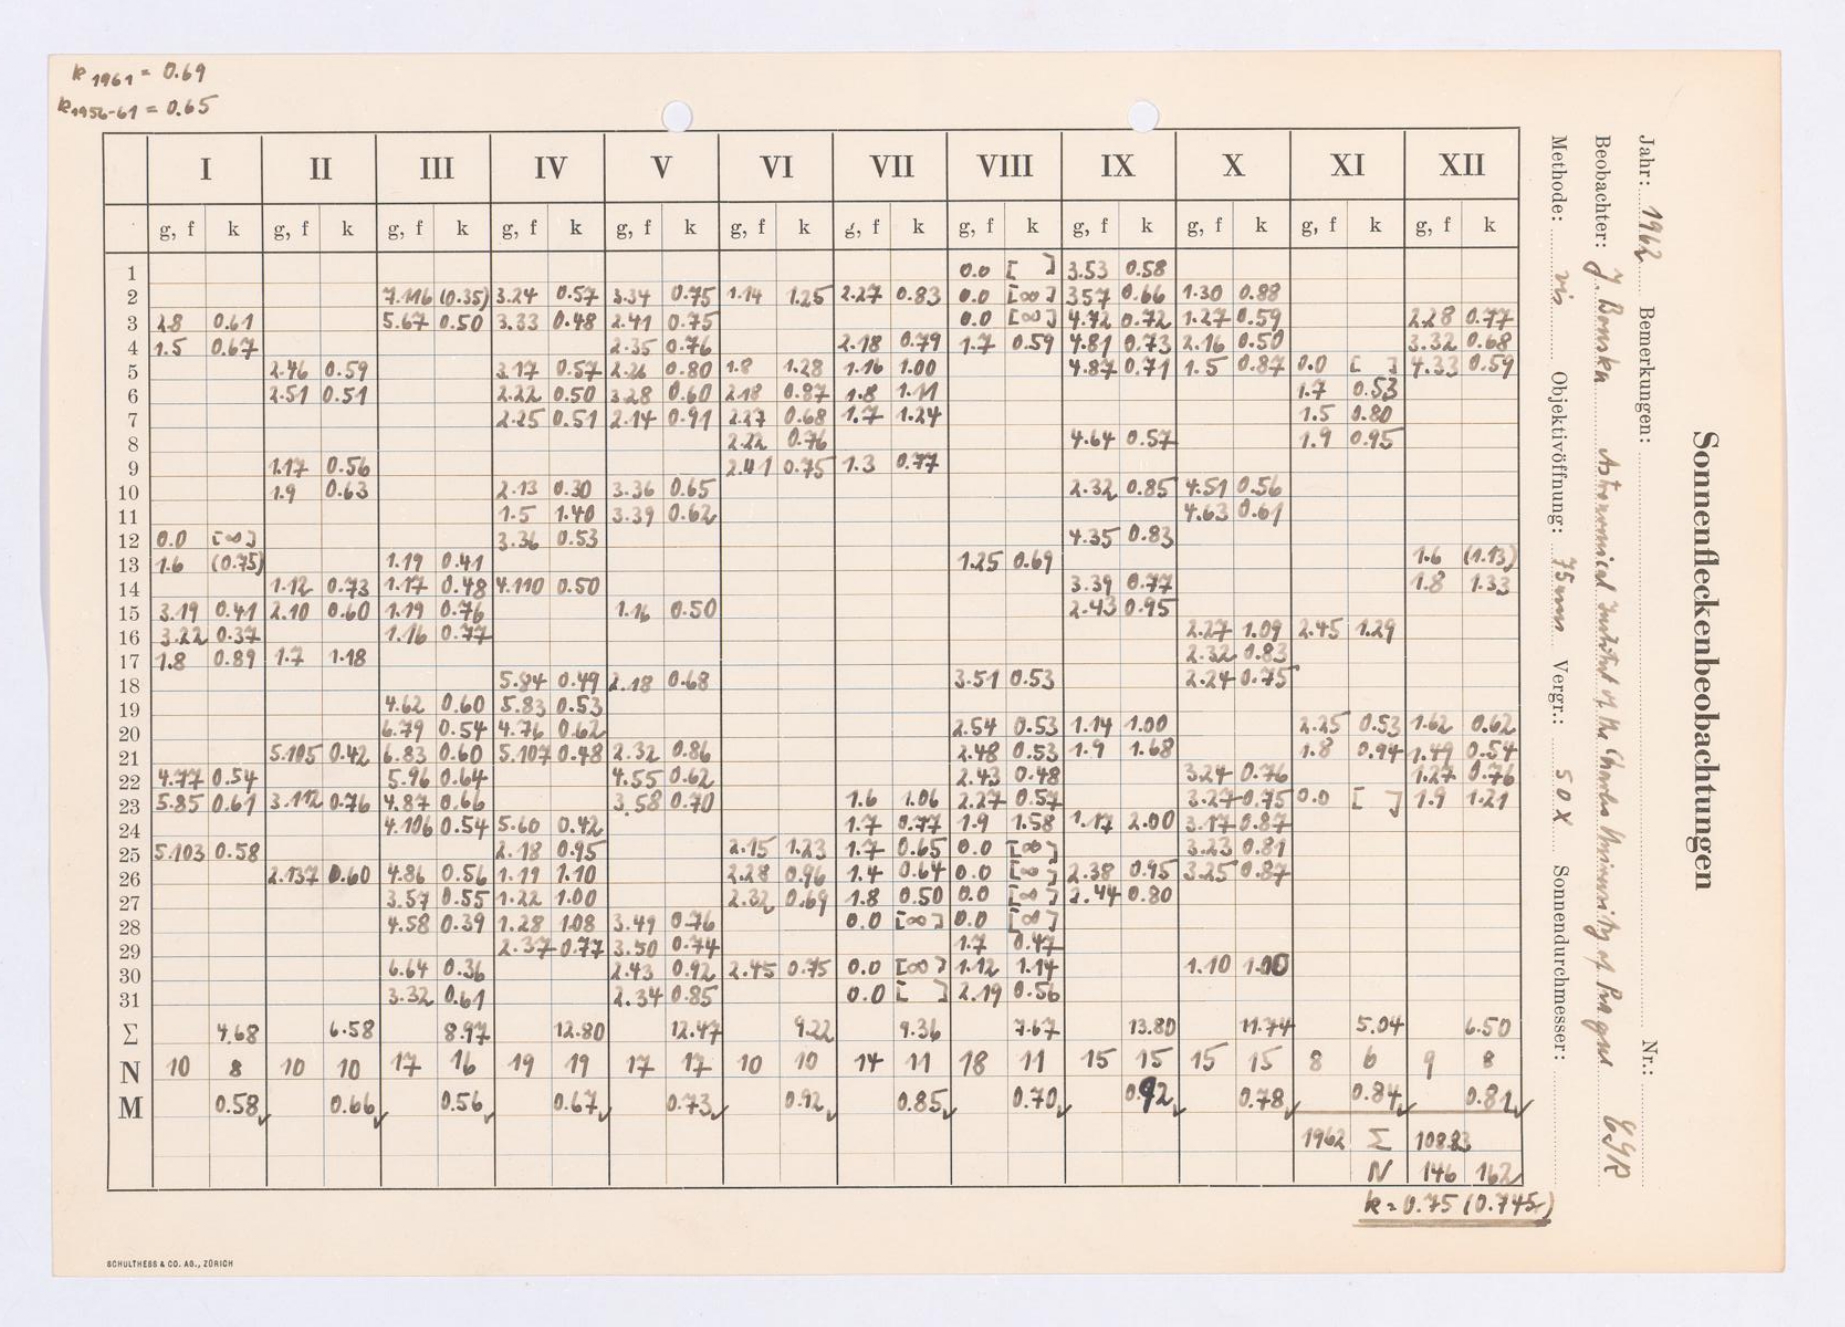 k 1961 = 0.69
k 1956-61 = 0.65
I II III IV V VI VII VIII IX X XI XII
g, f k g, f k g, f k g, f k g, f k g, f k g, f k g, f k g, f k g, f k g, f k g, f k
1 0.0 [ ] 3.53 0.58
2 7.116 (0.35) 3.24 0.57 3.34 0.75 1.14 1.25 2.27 0.83 0.0 [∞] 3.57 0.66 1.30 0.88
3 2.8 0.61 5.67 0.50 3.33 0.48 2.41 0.75 0.0 [∞] 4.72 0.72 1.27 0.59 2.28 0.77
4 1.5 0.67 2.35 0.76 2.18 0.79 1.7 0.59 4.81 0.73 2.16 0.50 3.32 0.68
5 2.46 0.59 3.17 0.57 2.26 0.80 1.8 1.28 1.16 1.00 4.87 0.71 1.5 0.87 0.0 [ ] 4.33 0.59
6 2.51 0.51 2.22 0.50 3.28 0.60 2.18 0.87 1.8 1.11 1.7 0.53
7 2.25 0.51 2.14 0.91 2.27 0.68 1.7 1.24 1.5 0.80
8 2.22 0.76 4.64 0.57 1.9 0.95
9 1.17 0.56 2.41 0.75 1.3 0.77
10 1.9 0.63 2.13 0.30 3.36 0.65 2.32 0.85 4.51 0.56
11 1.5 1.40 3.39 0.62 4.63 0.61
12 0.0 [∞] 3.36 0.53 4.35 0.83
13 1.6 (0.75) 1.19 0.41 1.25 0.69 1.6 (1.13)
14 1.12 0.73 1.17 0.48 4.110 0.50 3.39 0.77 1.8 1.33
15 3.19 0.41 2.10 0.60 1.19 0.76 1.16 0.50 2.43 0.95
16 3.22 0.37 1.16 0.77 2.27 1.09 2.45 1.29
17 1.8 0.89 1.7 1.18 2.32 0.83
18 5.84 0.49 2.18 0.68 3.51 0.53 2.24 0.75
19 4.62 0.60 5.83 0.53
20 6.79 0.54 4.76 0.62 2.54 0.53 1.14 1.00 2.25 0.53 1.62 0.62
21 5.105 0.42 6.83 0.60 5.107 0.48 2.32 0.86 2.48 0.53 1.9 1.68 1.8 0.94 1.49 0.54
22 4.77 0.54 5.96 0.64 4.55 0.62 2.43 0.48 3.24 0.76 1.27 0.76
23 5.85 0.61 3.112 0.76 4.87 0.66 3.58 0.70 1.6 1.06 2.27 0.57 3.27 0.75 0.0 [ ] 1.9 1.21
24 4.106 0.54 5.60 0.42 1.7 0.77 1.9 1.58 1.17 2.00 3.17 0.87
25 5.103 0.58 2.18 0.95 2.15 1.23 1.7 0.65 0.0 [∞] 3.23 0.81
26 2.137 0.60 4.86 0.56 1.19 1.10 2.28 0.96 1.4 0.64 0.0 [∞] 2.38 0.95 3.25 0.87
27 3.57 0.55 1.22 1.00 2.32 0.69 1.8 0.50 0.0 [∞] 2.44 0.80
28 4.58 0.39 1.28 1.08 3.49 0.76 0.0 [∞] 0.0 [∞]
29 2.37 0.77 3.50 0.74 1.7 0.47
30 6.64 0.36 2.43 0.92 2.45 0.75 0.0 [∞] 1.12 1.14 1.10 1.00
31 3.32 0.61 2.34 0.85 0.0 [ ] 2.19 0.56
Σ 4.68 6.58 8.97 12.80 12.47 9.22 9.36 7.67 13.80 11.74 5.04 6.50
N 10 8 10 10 17 16 19 19 17 17 10 10 14 11 18 11 15 15 15 15 8 6 9 8
M 0.58 0.66 0.56 0.67 0.73 0.92 0.85 0.70 0.92 0.78 0.84 0.81
1962 Σ
N 146 162
k = 0.75 (0.745)
SCHULTHESS & CO. AG., ZÜRICH
Sonnenfleckenbeobachtungen
Jahr: 1962 Bemerkungen: Nr.:
Beobachter: Astronomical Institut of the Charles University of Prague ČSR
Methode: vis Objektivöffnung: 75mm Vergr.: 50X Sonnendurchmesser: